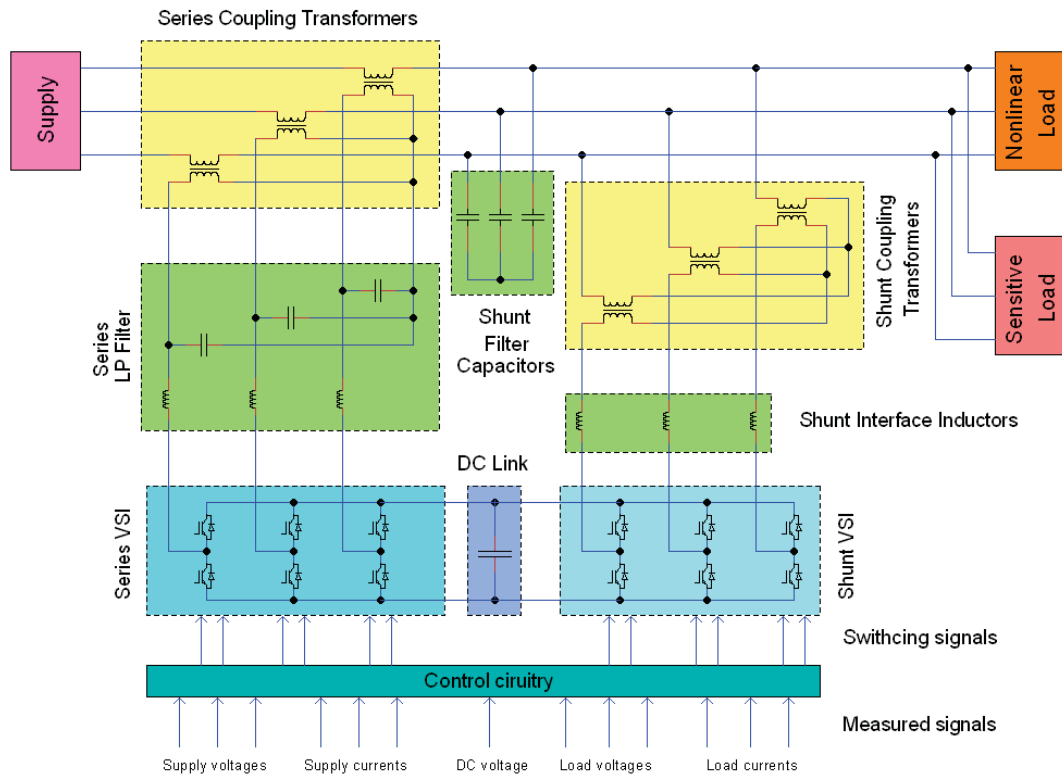 Series Coupling Transformers
Supply
Nonlinear
Load
Sensitive
Load
Shunt Coupling
Transformers
Series
LP Filter
Shunt
Filter
Capacitors
Shunt Interface Inductors
DC Link
Series VSI
Shunt VSI
Swithcing signals
Control ciruitry
Measured signals
Supply voltages
Supply currents
DC voltage
Load voltages
Load currents